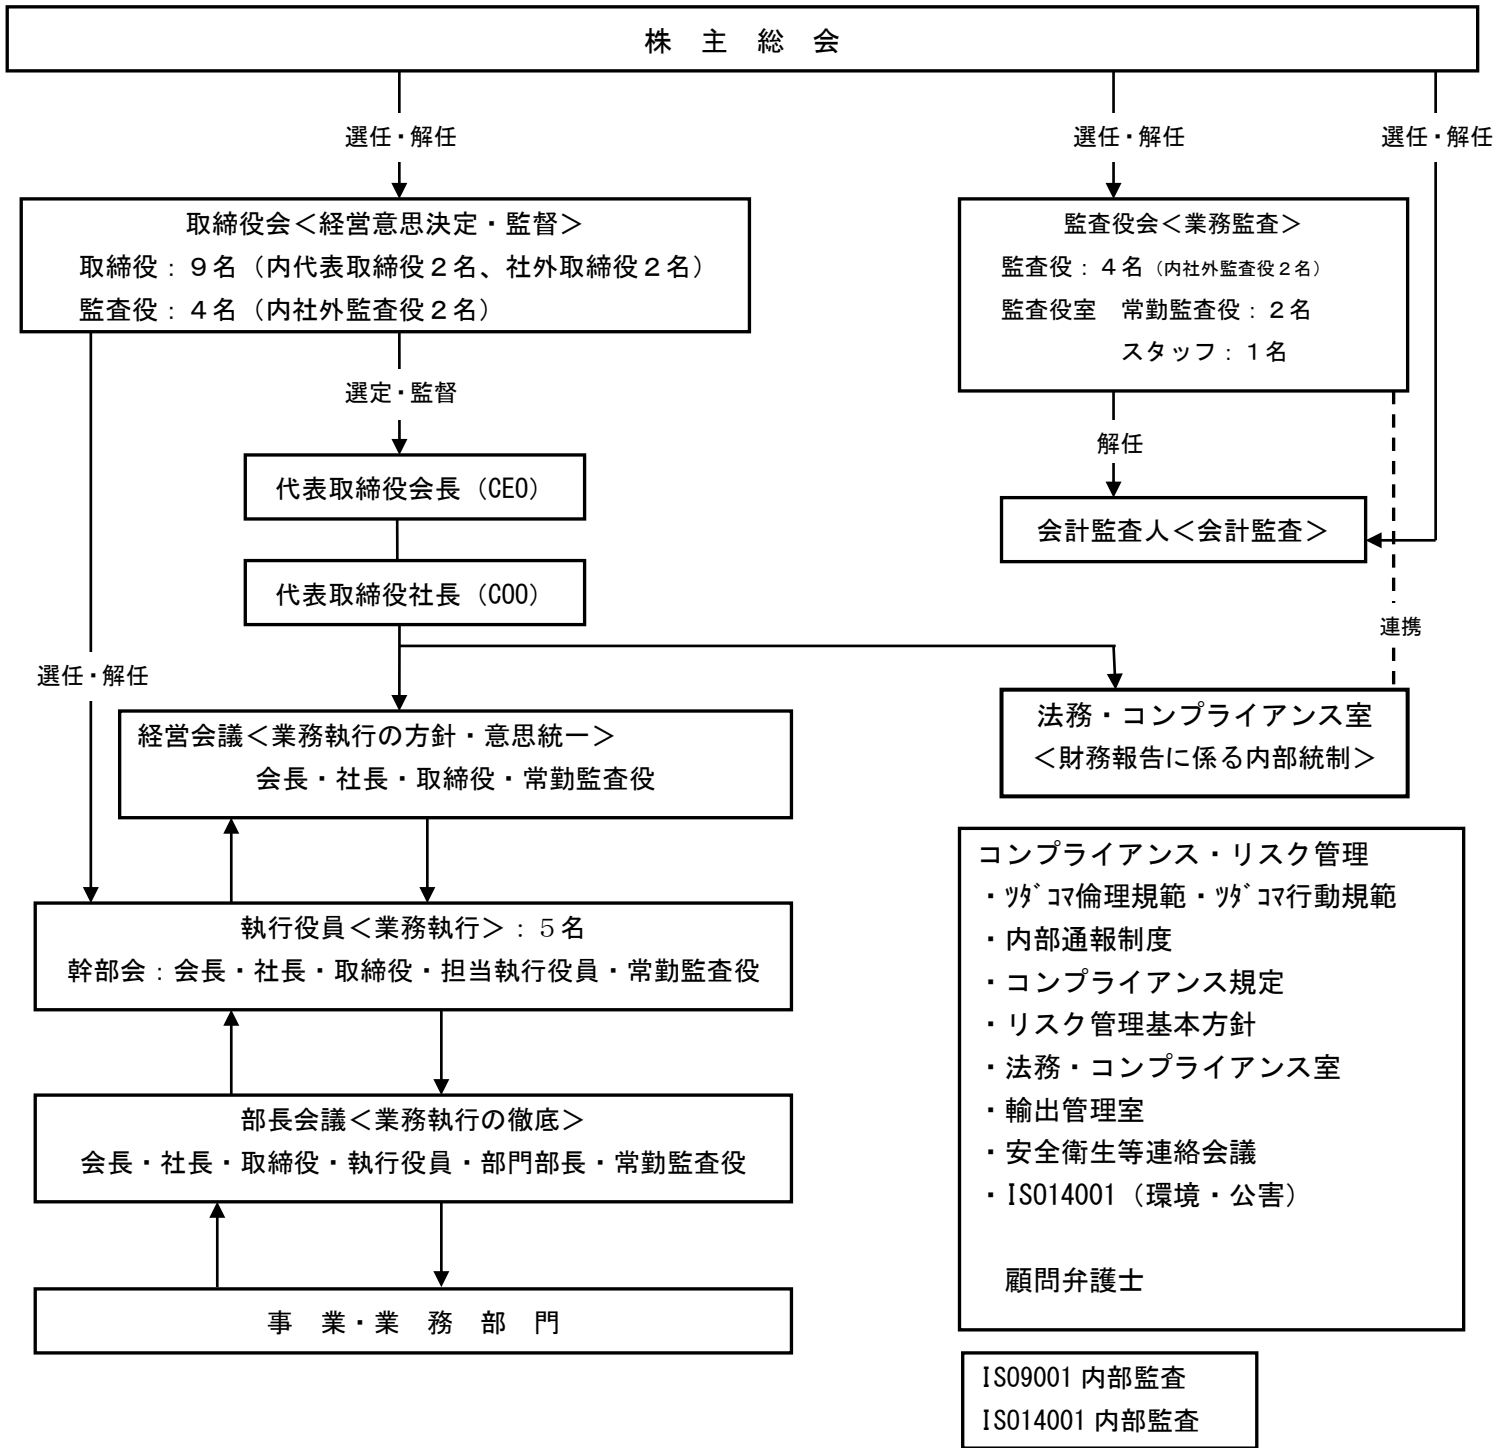 株 主 総 会
選任・解任
選任・解任
選任・解任
取締役会＜経営意思決定・監督＞
取締役：９名（内代表取締役２名、社外取締役２名）
監査役：４名（内社外監査役２名）
監査役会＜業務監査＞
監査役：４名（内社外監査役２名）
監査役室　常勤監査役：２名
スタッフ：１名
選定・監督
解任
代表取締役会長（CEO）
会計監査人＜会計監査＞
代表取締役社長（COO）
連携
選任・解任
法務・コンプライアンス室
＜財務報告に係る内部統制＞
経営会議＜業務執行の方針・意思統一＞
会長・社長・取締役・常勤監査役
執行役員＜業務執行＞：５名
幹部会：会長・社長・取締役・担当執行役員・常勤監査役
部長会議＜業務執行の徹底＞
会長・社長・取締役・執行役員・部門部長・常勤監査役
事　業・業　務　部　門
コンプライアンス・リスク管理
・ﾂﾀﾞｺﾏ倫理規範・ﾂﾀﾞｺﾏ行動規範
・内部通報制度
・コンプライアンス規定
・リスク管理基本方針
・法務・コンプライアンス室
・輸出管理室
・安全衛生等連絡会議
・ISO14001（環境・公害）
顧問弁護士
ISO9001 内部監査
ISO14001 内部監査